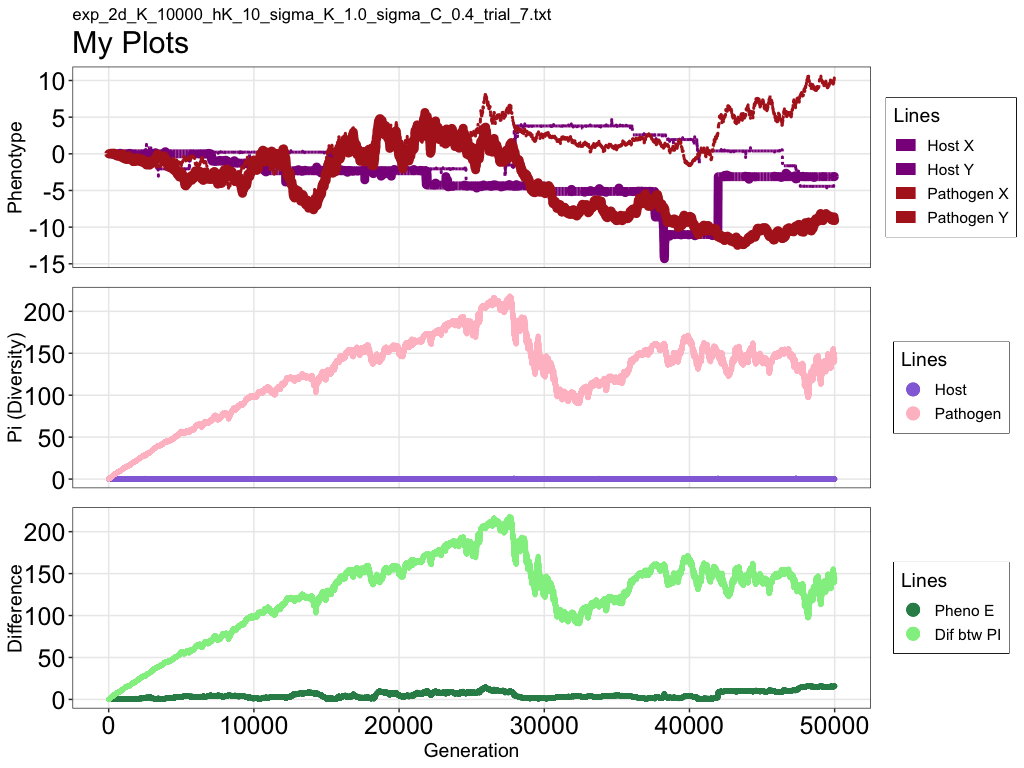 exp_2d_K_10000_hK_10_sigma_K_1.0_sigma_C_0.4_trial_7.txt
My Plots
Phenotype
10
5
0
-5
-10
-15
Lines
Host X
Host Y
Pathogen X
Pathogen Y
Pi (Diversity)
200
150
100
50
0
Lines
Host
Pathogen
Difference
200
150
100
50
0
Lines
Pheno E
Dif btw PI
0 10000 20000 30000 40000 50000
Generation